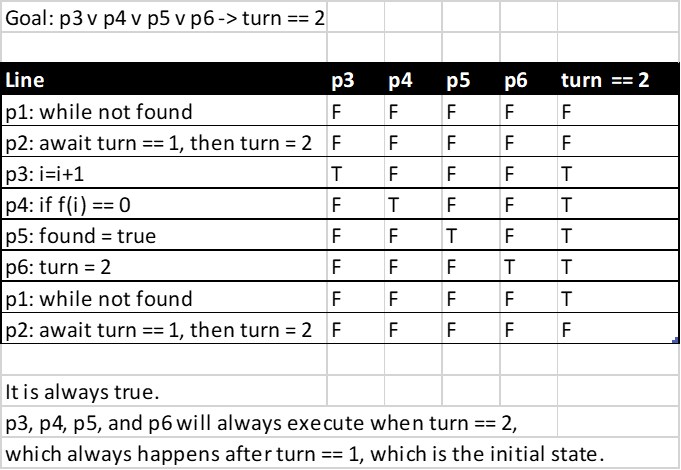 Goal: p3 v p4 v p5 v p6 -> turn == 2
Line p3 p4 p5 p6 turn == 2
p1: while not found F F F F F
p2: await turn == 1, then turn = 2 F F F F F
p3: i=i+1 T F F F T
p4: if f(i) == 0 F T F F T
p5: found = true F F T F T
p6: turn = 2 F F F T T
p1: while not found F F F F T
p2: await turn == 1, then turn = 2 F F F F F
It is always true.
p3, p4, p5, and p6 will always execute when turn == 2,
which always happens after turn == 1, which is the initial state.